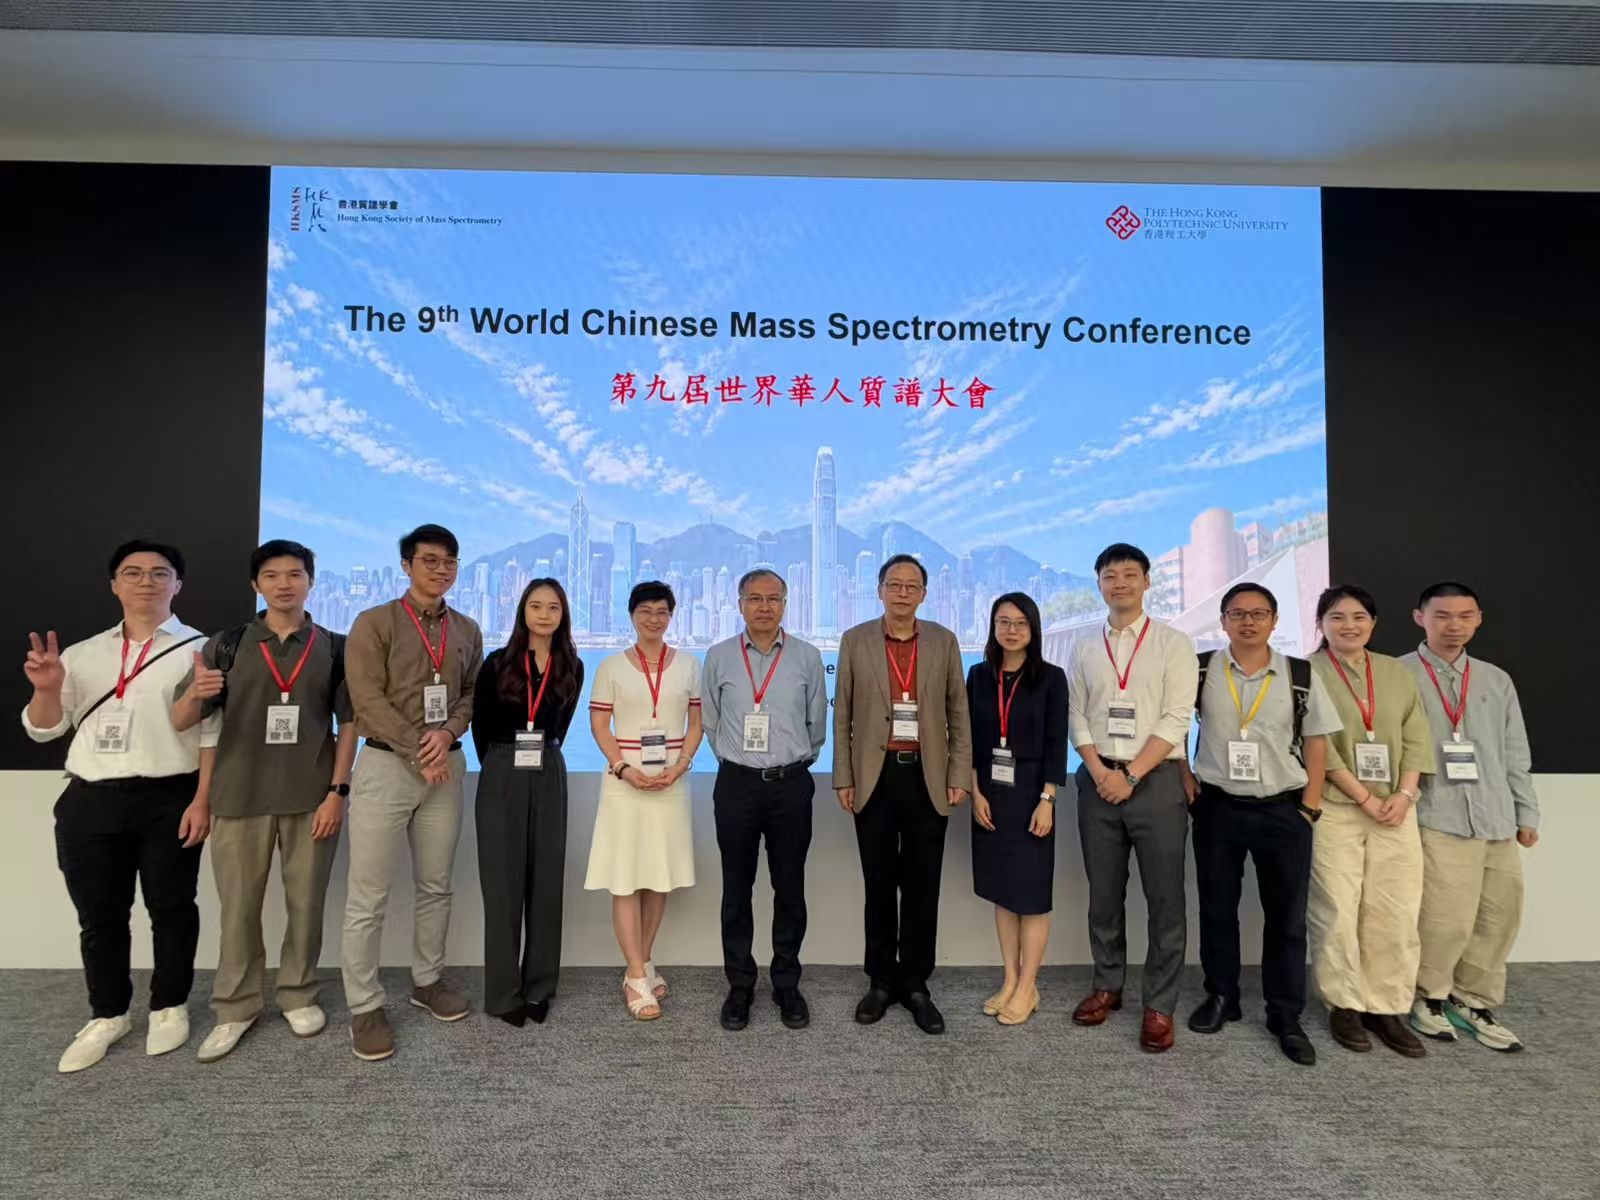 HKSMS
香港質譜學會
Hong Kong Society of Mass Spectrometry
THE HONG KONG
POLYTECHNIC UNIVERSITY
香港理工大學
The 9th World Chinese Mass Spectrometry Conference
第九屆世界華人質譜大會